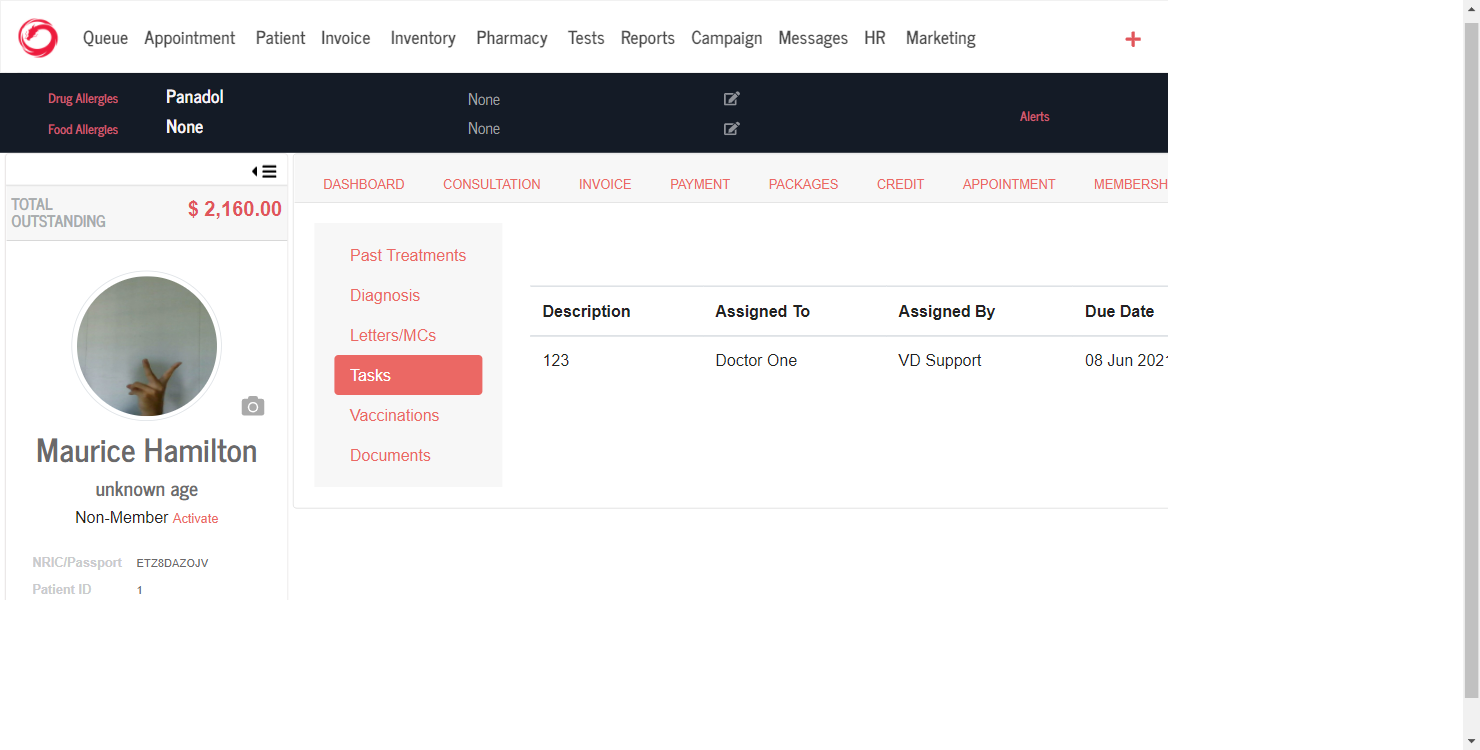 Queue Appointment Patient Invoice Inventory Pharmacy Tests Reports Campaign Messages HR Marketing
Drug Allergies Panadol None
Food Allergies None None
Alerts
TOTAL
OUTSTANDING
$ 2,160.00
Maurice Hamilton
unknown age
Non-Member Activate
NRIC/Passport ETZ8DAZOJV
Patient ID 1
DASHBOARD CONSULTATION INVOICE PAYMENT PACKAGES CREDIT APPOINTMENT MEMBERSH
Past Treatments
Diagnosis
Letters/MCs
Tasks
Vaccinations
Documents
Description Assigned To Assigned By Due Date
123 Doctor One VD Support 08 Jun 2021